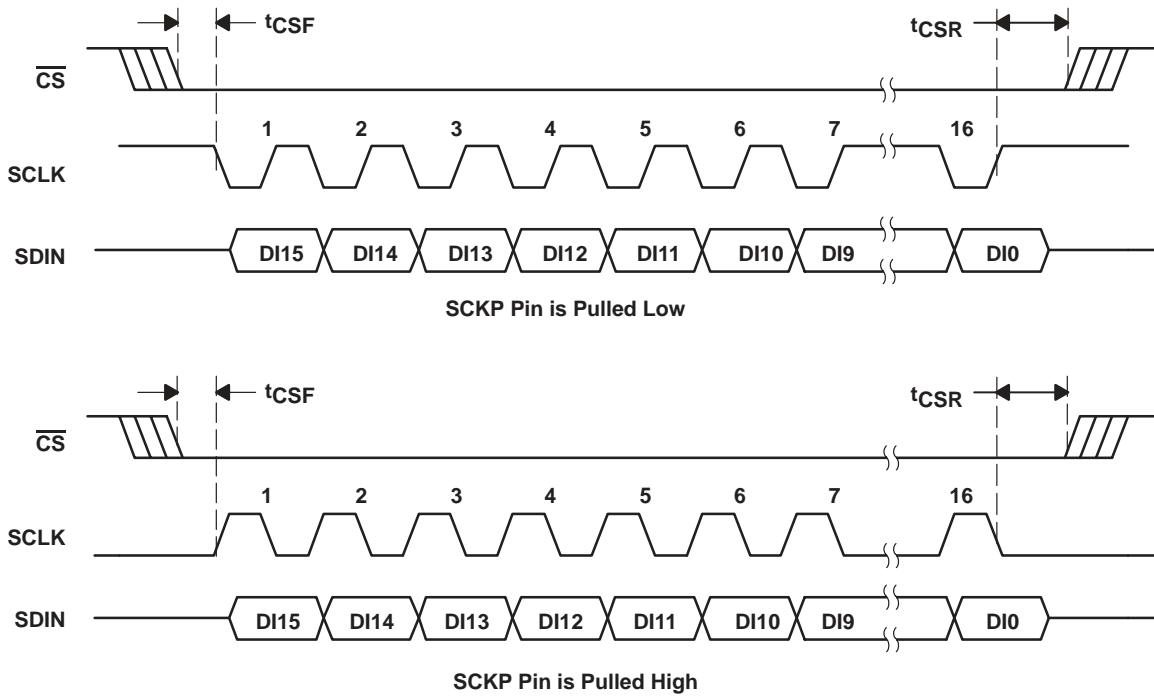 tCSF
tCSR
CS
1 2 3 4 5 6 7 16
SCLK
SDIN DI15 DI14 DI13 DI12 DI11 DI10 DI9 DI0
SCKP Pin is Pulled Low
tCSF
tCSR
CS
1 2 3 4 5 6 7 16
SCLK
SDIN DI15 DI14 DI13 DI12 DI11 DI10 DI9 DI0
SCKP Pin is Pulled High